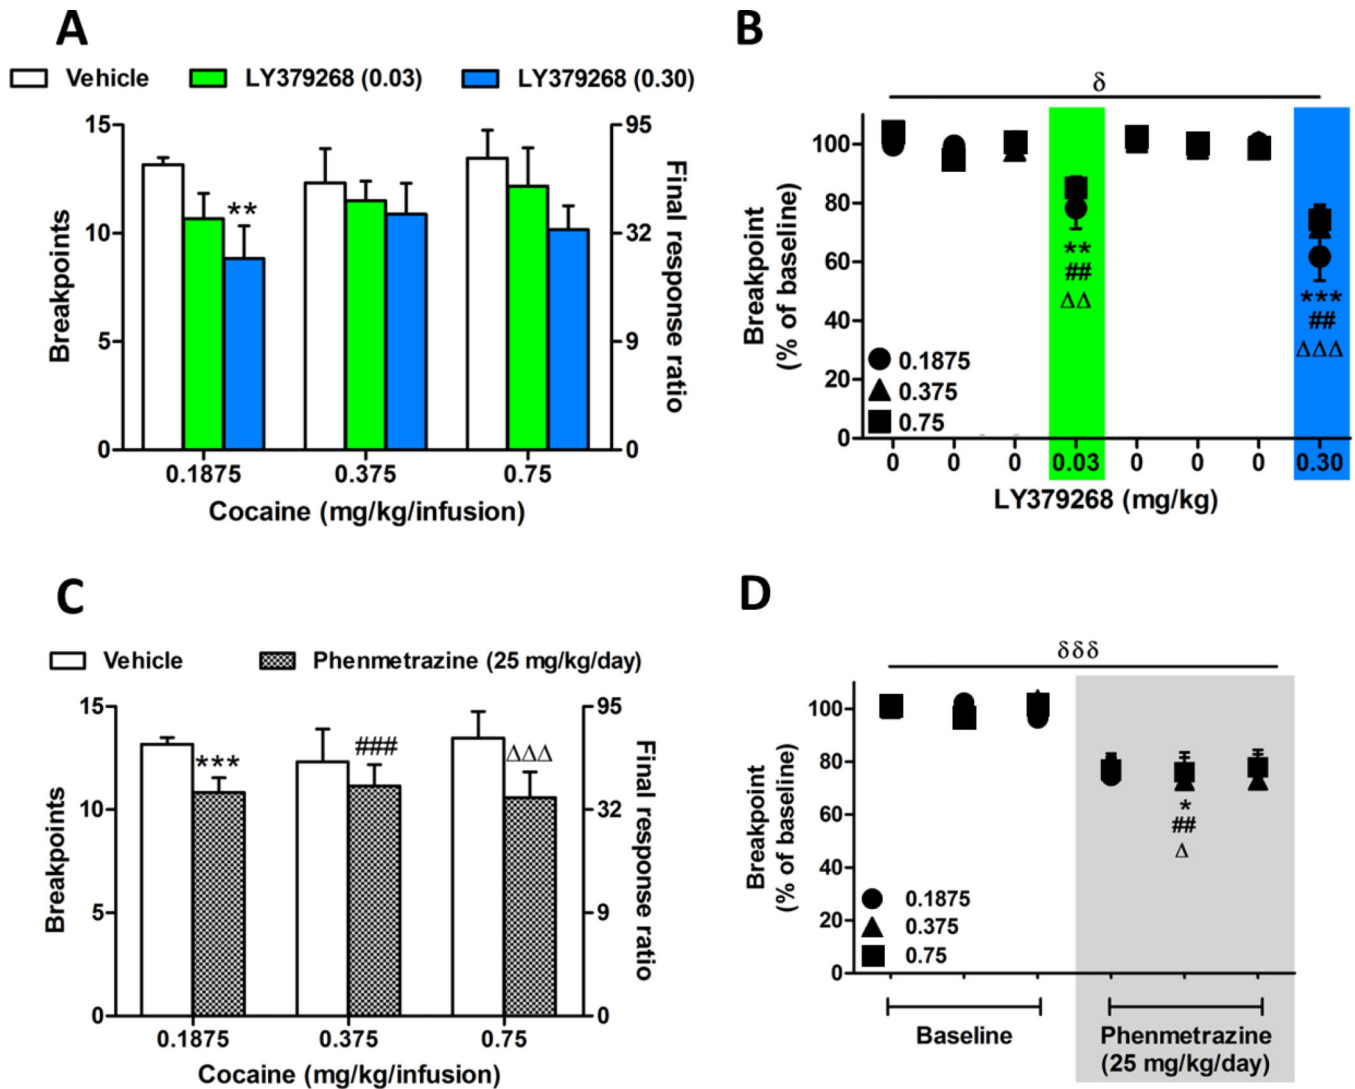 A
Vehicle LY379268 (0.03) LY379268 (0.30)
15 95
**
10 32
5 9
0 0
Breakpoints
Final response ratio
0.1875 0.375 0.75
Cocaine (mg/kg/infusion)
B
δ
100
80
60
40
20
0
Breakpoint
(% of baseline)
**
##
ΔΔ
***
##
ΔΔΔ
0.1875
0.375
0.75
0 0 0 0.03 0 0 0 0.30
LY379268 (mg/kg)
C
Vehicle Phenmetrazine (25 mg/kg/day)
15 95
*** ### ΔΔΔ
10 32
5 9
0 0
Breakpoints
Final response ratio
0.1875 0.375 0.75
Cocaine (mg/kg/infusion)
D
δδδ
100
80
60
40
20
0
Breakpoint
(% of baseline)
*
##
Δ
0.1875
0.375
0.75
Baseline Phenmetrazine
(25 mg/kg/day)